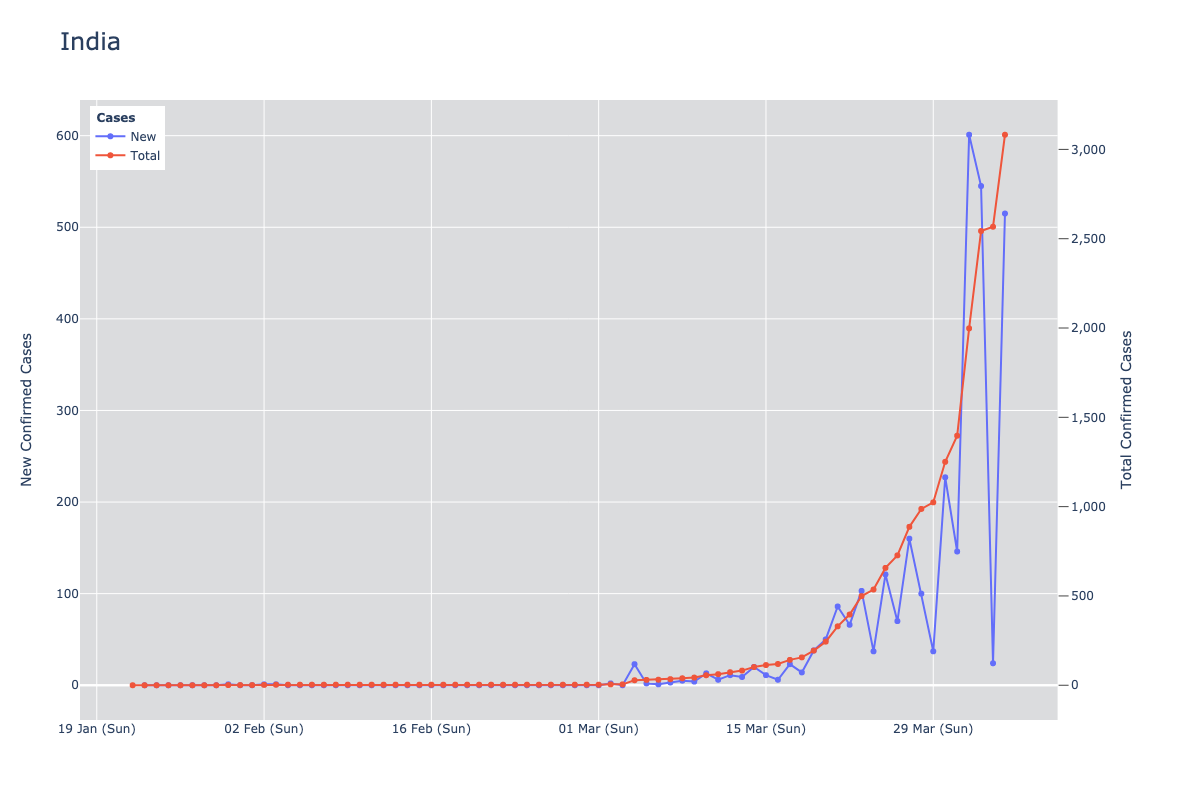 India
Cases
New
Total
600
500
400
300
200
100
0
3,000
2,500
2,000
1,500
1,000
500
0
New Confirmed Cases
Total Confirmed Cases
19 Jan (Sun)
02 Feb (Sun)
16 Feb (Sun)
01 Mar (Sun)
15 Mar (Sun)
29 Mar (Sun)